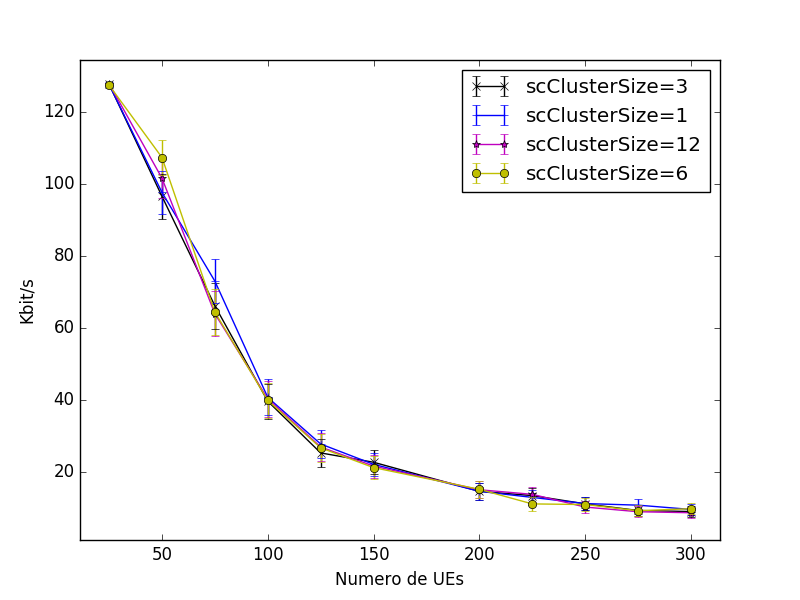 scClusterSize=3
scClusterSize=1
scClusterSize=12
scClusterSize=6
Kbit/s
120
100
80
60
40
20
50 100 150 200 250 300
Numero de UEs